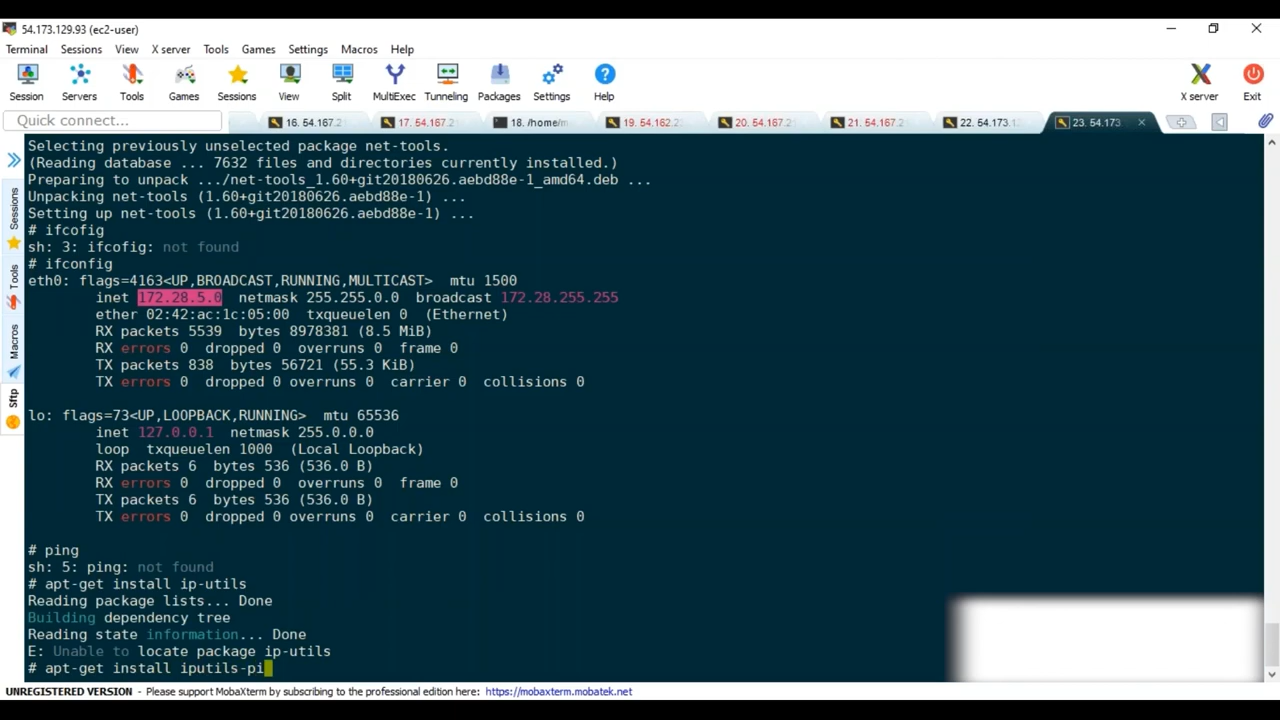 54.173.129.93 (ec2-user)
Terminal Sessions View X server Tools Games Settings Macros Help
Session Servers Tools Games Sessions View Split MultiExec Tunneling Packages Settings Help X server Exit
Quick connect... 16. 54.167.2 17. 54.167.2 18. /home/m 19. 54.162.2 20. 54.167. 21. 54.167. 22. 54.173.1 23. 54.173
Sessions
Tools
Macros
Sftp
Selecting previously unselected package net-tools.
(Reading database ... 7632 files and directories currently installed.)
Preparing to unpack .../net-tools_1.60+git20180626.aebd88e-1_amd64.deb ...
Unpacking net-tools (1.60+git20180626.aebd88e-1) ...
Setting up net-tools (1.60+git20180626.aebd88e-1) ...
# ifcofig
sh: 3: ifcofig: not found
# ifconfig
eth0: flags=4163<UP,BROADCAST,RUNNING,MULTICAST>  mtu 1500
        inet 172.28.5.0  netmask 255.255.0.0  broadcast 172.28.255.255
        ether 02:42:ac:1c:05:00  txqueuelen 0  (Ethernet)
        RX packets 5539  bytes 8978381 (8.5 MiB)
        RX errors 0  dropped 0  overruns 0  frame 0
        TX packets 838  bytes 56721 (55.3 KiB)
        TX errors 0  dropped 0 overruns 0  carrier 0  collisions 0
lo: flags=73<UP,LOOPBACK,RUNNING>  mtu 65536
        inet 127.0.0.1  netmask 255.0.0.0
        loop  txqueuelen 1000  (Local Loopback)
        RX packets 6  bytes 536 (536.0 B)
        RX errors 0  dropped 0  overruns 0  frame 0
        TX packets 6  bytes 536 (536.0 B)
        TX errors 0  dropped 0 overruns 0  carrier 0  collisions 0
# ping
sh: 5: ping: not found
# apt-get install ip-utils
Reading package lists... Done
Building dependency tree
Reading state information... Done
E: Unable to locate package ip-utils
# apt-get install iputils-pi
UNREGISTERED VERSION - Please support MobaXterm by subscribing to the professional edition here: https://mobaxterm.mobatek.net